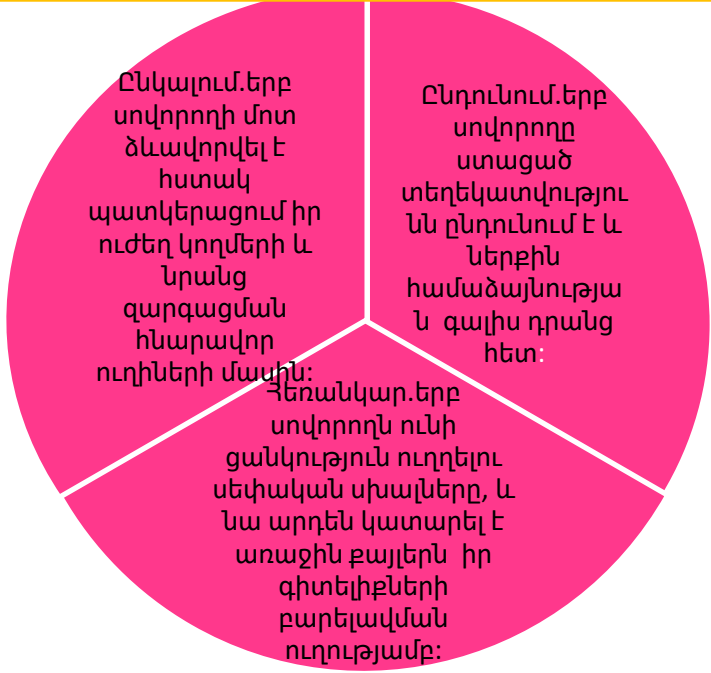 Ընկալում.երբ
սովորողի մոտ
ձևավորվել է
հստակ
պատկերացում իր
ուժեղ կողմերի և
նրանց
զարգացման
հնարավոր
ուղիների մասին:
Ընդունում.երբ
սովորողը
ստացած
տեղեկատվությու
նն ընդունում է և
ներքին
համաձայնությա
ն գալիս դրանց
հետ:
Հեռանկար.երբ
սովորողն ունի
ցանկություն ուղղելու
սեփական սխալները, և
նա արդեն կատարել է
առաջին քայլերն իր
գիտելիքների
բարելավման
ուղությամբ: